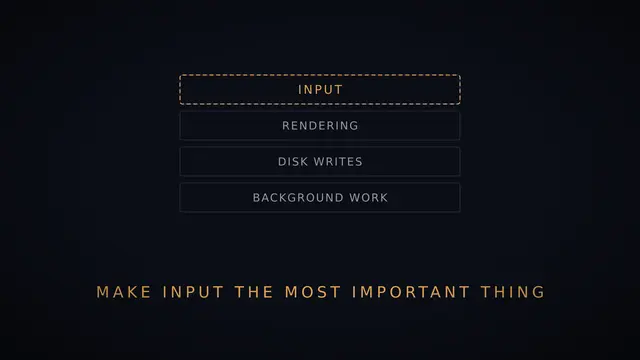 INPUT
RENDERING
DISK WRITES
BACKGROUND WORK
MAKE INPUT THE MOST IMPORTANT THING